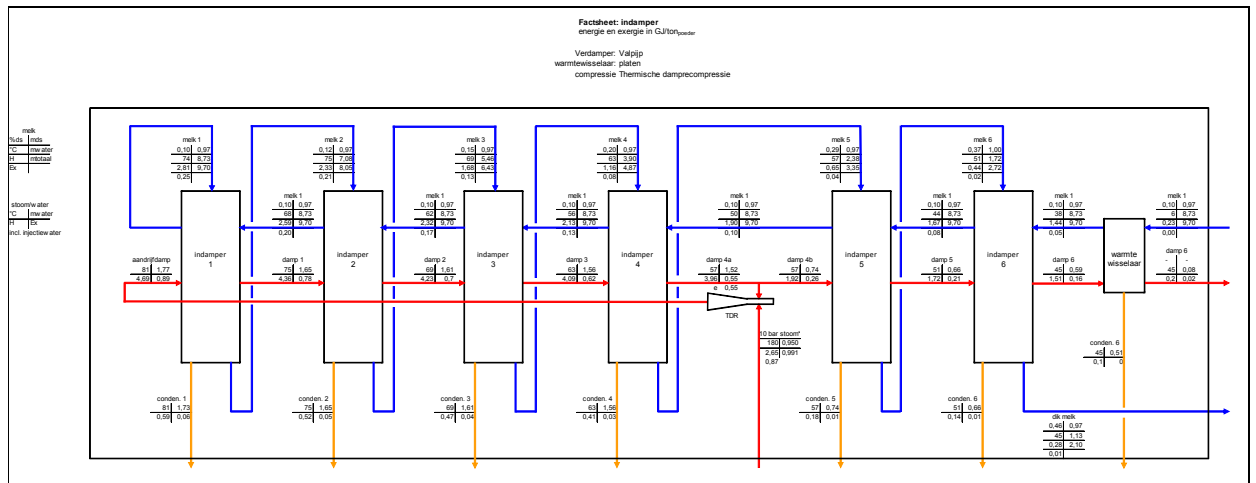 Factsheet: indamper
energie en exergie in GJ/ton poeder
Verdamper: Valpijp
warmtewisselaar: platen
compressie Thermische damprecompressie
melk
%ds mds
°C mwater
H mtotaal
Ex
stoom/water
°C mwater
H Ex
incl. injectiewater
melk 1
0,10 0,97
74 8,73
2,81 9,70
0,25
melk 2
0,12 0,97
75 7,08
2,33 8,05
0,21
melk 3
0,15 0,97
69 5,46
1,68 6,43
0,13
melk 4
0,20 0,97
63 3,90
1,16 4,87
0,08
melk 5
0,29 0,97
57 2,38
0,65 3,35
0,04
melk 6
0,37 1,00
51 1,72
0,44 2,72
0,02
melk 1
0,10 0,97
68 8,73
2,59 9,70
0,20
melk 1
0,10 0,97
62 8,73
2,32 9,70
0,17
melk 1
0,10 0,97
56 8,73
2,13 9,70
0,13
melk 1
0,10 0,97
50 8,73
1,90 9,70
0,10
melk 1
0,10 0,97
44 8,73
1,67 9,70
0,08
melk 1
0,10 0,97
38 8,73
1,44 9,70
0,05
melk 1
0,10 0,97
6 8,73
0,23 9,70
0,00
indamper
1
indamper
2
indamper
3
indamper
4
indamper
5
indamper
6
warmte
wisselaar
aandrijfdamp
81 1,77
4,69 0,89
damp 1
75 1,65
4,36 0,78
damp 2
69 1,61
4,23 0,7
damp 3
63 1,56
4,09 0,62
damp 4a
57 1,52
3,96 0,55
e 0,55
damp 4b
57 0,74
1,92 0,26
damp 5
51 0,66
1,72 0,21
damp 6
45 0,59
1,51 0,16
damp 6
- -
45 0,08
0,2 0,02
TDR
10 bar stoom*
180 0,950
2,65 0,991
0,87
conden. 6
45 0,51
0,1 0
conden. 1
81 1,73
0,59 0,06
conden. 2
75 1,65
0,52 0,05
conden. 3
69 1,61
0,47 0,04
conden. 4
63 1,56
0,41 0,03
conden. 5
57 0,74
0,18 0,01
conden. 6
51 0,66
0,14 0,01
dik melk
0,46 0,97
45 1,13
0,28 2,10
0,01